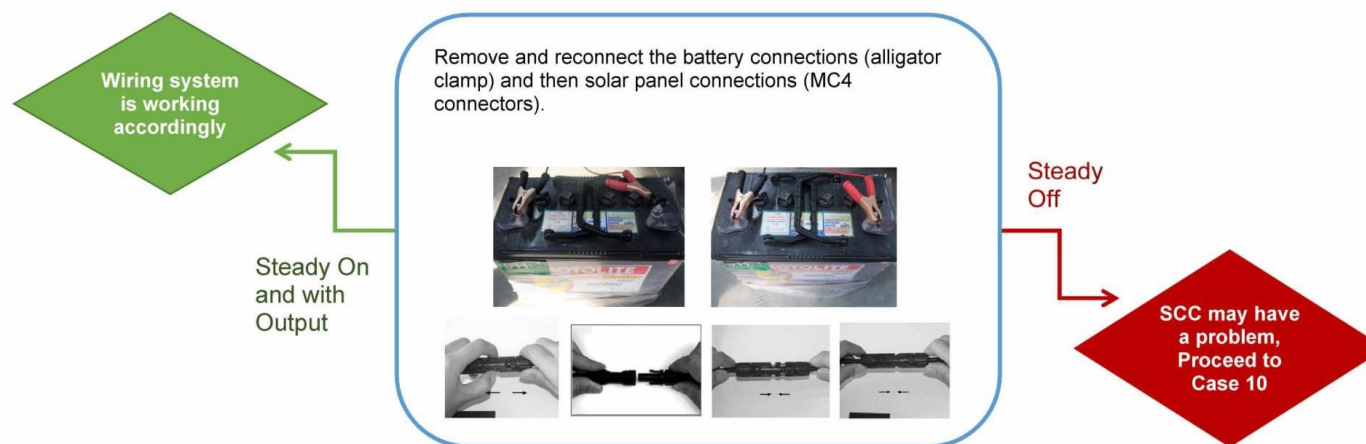 Remove and reconnect the battery connections (alligator
clamp) and then solar panel connections (MC4
connectors).
Wiring system
is working
accordingly
Steady On
and with
Output
Steady
Off
SCC may have
a problem,
Proceed to
Case 10